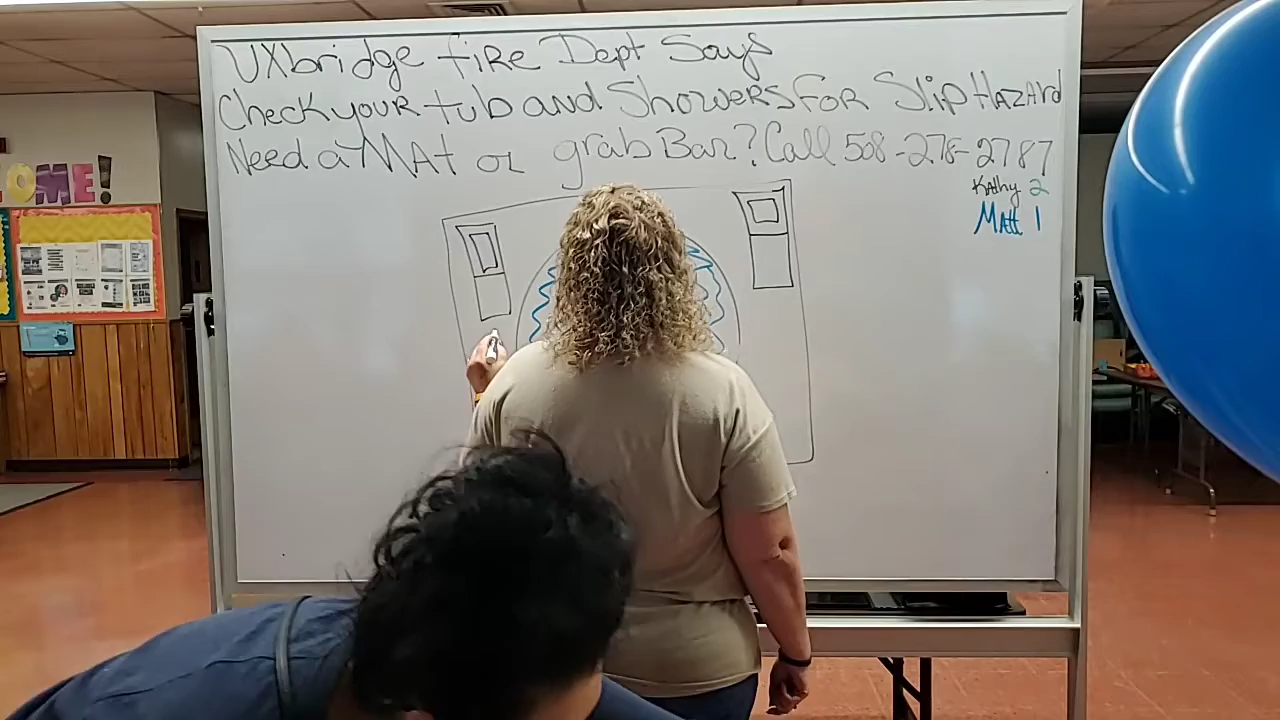 UXbridge fire Dept Says
Check your tub and Showers For Slip Hazard
Need a Mat or grab Bar? Call 508-278-2787
Kathy 2
Matt 1
OME!